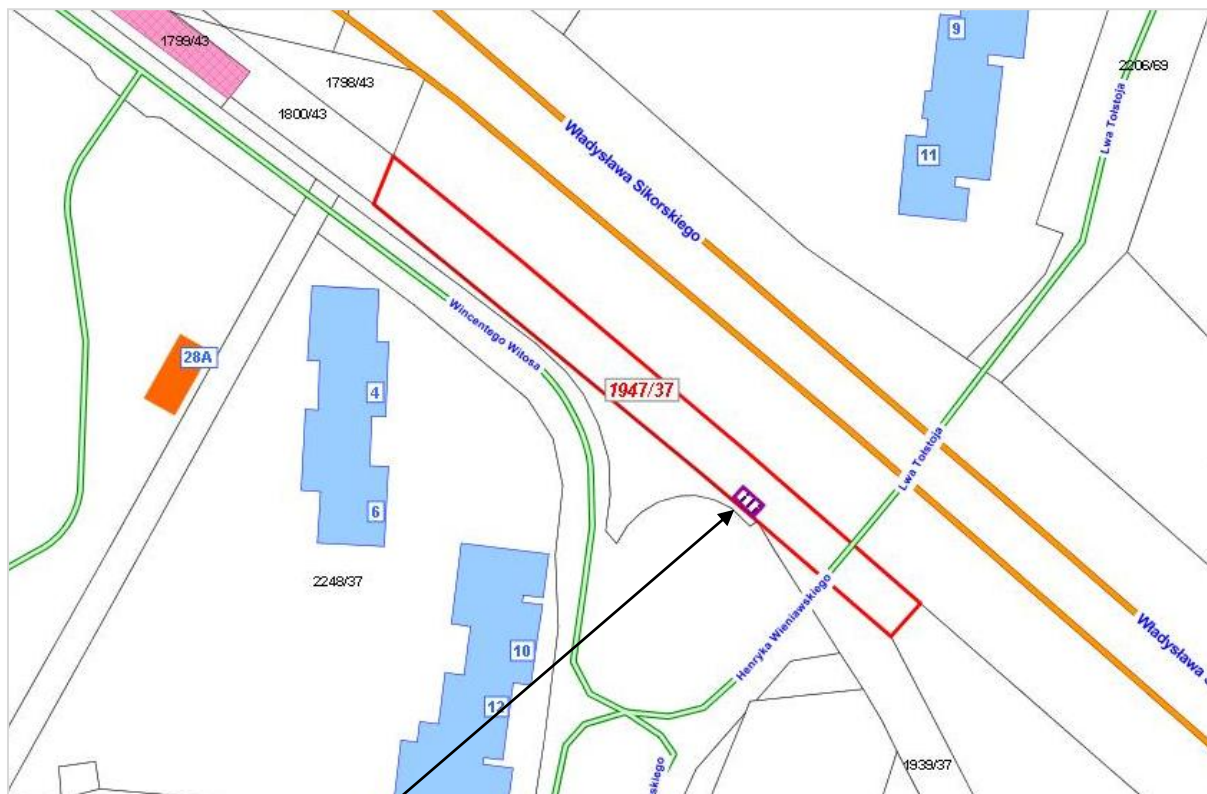 1799/43
9
2206/69
1798/43
1800/43
Lwa Tołstoja
Władysława Sikorskiego
11
Wincentego Witosa
28A
4
1947/37
Lwa Tołstoja
6
2248/37
Henryka Wieniawskiego
10
Władysława S
12
1939/37
skiego